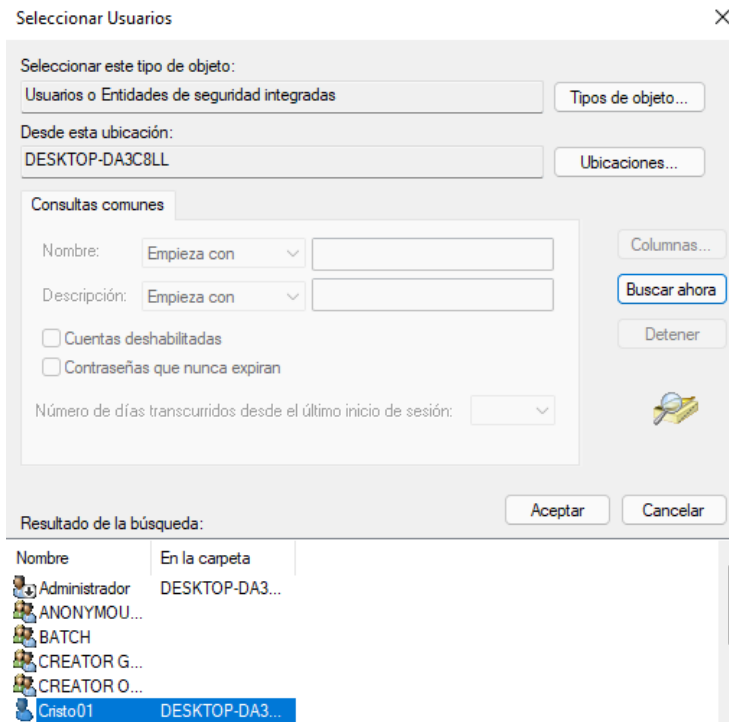 Seleccionar Usuarios
Seleccionar este tipo de objeto:
Usuarios o Entidades de seguridad integradas
Tipos de objeto...
Desde esta ubicación:
DESKTOP-DA3C8LL
Ubicaciones...
Consultas comunes
Nombre: Empieza con
Columnas...
Descripción: Empieza con
Buscar ahora
Cuentas deshabilitadas
Detener
Contraseñas que nunca expiran
Número de días transcurridos desde el último inicio de sesión:
Aceptar Cancelar
Resultado de la búsqueda:
Nombre En la carpeta
Administrador DESKTOP-DA3...
ANONYMOU...
BATCH
CREATOR G...
CREATOR O...
Cristo01 DESKTOP-DA3...